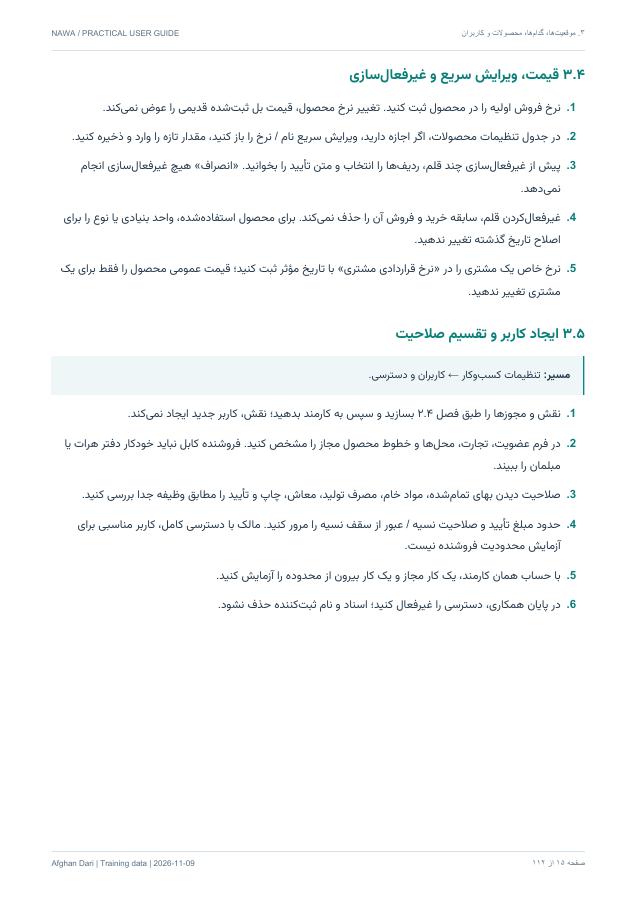 ۳. موقعیت‌ها، گدام‌ها، محصولات و کاربران
NAWA / PRACTICAL USER GUIDE
۳.۴ قیمت، ویرایش سریع و غیرفعال‌سازی
1. نرخ فروش اولیه را در محصول ثبت کنید. تغییر نرخ محصول، قیمت بل ثبت‌شده قدیمی را عوض نمی‌کند.
2. در جدول تنظیمات محصولات، اگر اجازه دارید، ویرایش سریع نام / نرخ را باز کنید، مقدار تازه را وارد و ذخیره کنید.
3. پیش از غیرفعال‌سازی چند قلم، ردیف‌ها را انتخاب و متن تأیید را بخوانید. «انصراف» هیچ غیرفعال‌سازی انجام
نمی‌دهد.
4. غیرفعال‌کردن قلم، سابقه خرید و فروش آن را حذف نمی‌کند. برای محصول استفاده‌شده، واحد بنیادی یا نوع را برای
اصلاح تاریخ گذشته تغییر ندهید.
5. نرخ خاص یک مشتری را در «نرخ قراردادی مشتری» با تاریخ مؤثر ثبت کنید؛ قیمت عمومی محصول را فقط برای یک
مشتری تغییر ندهید.
۳.۵ ایجاد کاربر و تقسیم صلاحیت
مسیر: تنظیمات کسب‌وکار ← کاربران و دسترسی.
1. نقش و مجوزها را طبق فصل ۲.۴ بسازید و سپس به کارمند بدهید؛ نقش، کاربر جدید ایجاد نمی‌کند.
2. در فرم عضویت، تجارت، محل‌ها و خطوط محصول مجاز را مشخص کنید. فروشنده کابل نباید خودکار دفتر هرات یا
مبلمان را ببیند.
3. صلاحیت دیدن بهای تمام‌شده، مواد خام، مصرف تولید، معاش، چاپ و تأیید را مطابق وظیفه جدا بررسی کنید.
4. حدود مبلغ تأیید و صلاحیت نسیه / عبور از سقف نسیه را مرور کنید. مالک با دسترسی کامل، کاربر مناسبی برای
آزمایش محدودیت فروشنده نیست.
5. با حساب همان کارمند، یک کار مجاز و یک کار بیرون از محدوده را آزمایش کنید.
6. در پایان همکاری، دسترسی را غیرفعال کنید؛ اسناد و نام ثبت‌کننده حذف نشود.
صفحه ۱۵ از ۱۱۲
Afghan Dari | Training data | 2026-11-09